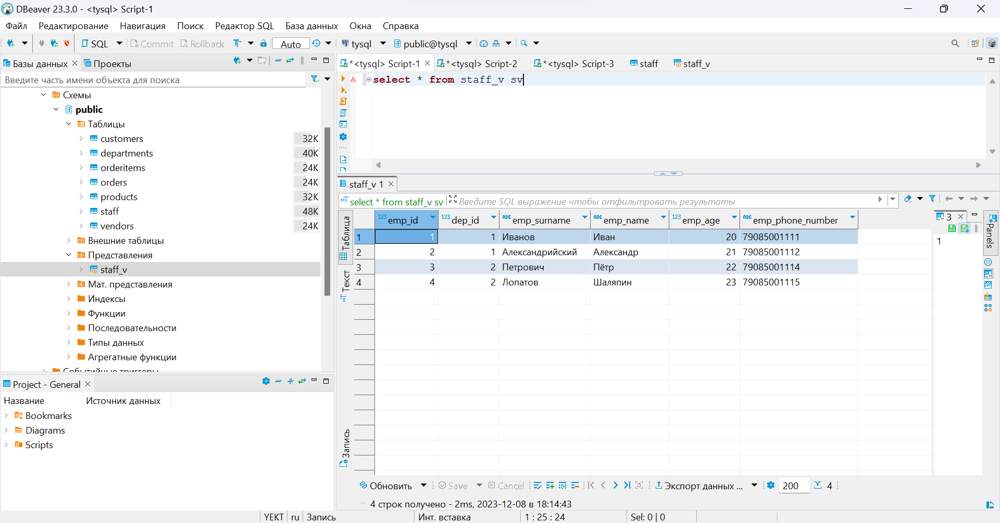 DBeaver 23.3.0 - <tysql> Script-1
Файл Редактирование Навигация Поиск Редактор SQL База данных Окна Справка
SQL Commit Rollback Auto tysql public@tysql
Базы данных Проекты
Введите часть имени объекта для поиска
Схемы
public
Таблицы
customers 32K
departments 40K
orderitems 24K
orders 24K
products 32K
staff 48K
vendors 24K
Внешние таблицы
Представления
staff_v
Мат. представления
Индексы
Функции
Последовательности
Типы данных
Агрегатные функции
Событийные триггеры
Project - General
Название Источник данных
Bookmarks
Diagrams
Scripts
*<tysql> Script-1 *<tysql> Script-2 *<tysql> Script-3 staff staff_v
select * from staff_v sv
staff_v 1
select * from staff_v sv Введите SQL выражение чтобы отфильтровать результаты
Таблица
Текст
Запись
123 emp_id 123 dep_id ABC emp_surname ABC emp_name 123 emp_age ABC emp_phone_number
1 1 1 Иванов Иван 20 79085001111
2 2 1 Александрийский Александр 21 79085001112
3 3 2 Петрович Пётр 22 79085001114
4 4 2 Лопатов Шаляпин 23 79085001115
3
1
Panels
Обновить Save Cancel Экспорт данных ... 200 4
4 строк получено - 2ms, 2023-12-08 в 18:14:43
YEKT ru Запись Инт. вставка 1 : 25 : 24 Sel: 0 | 0